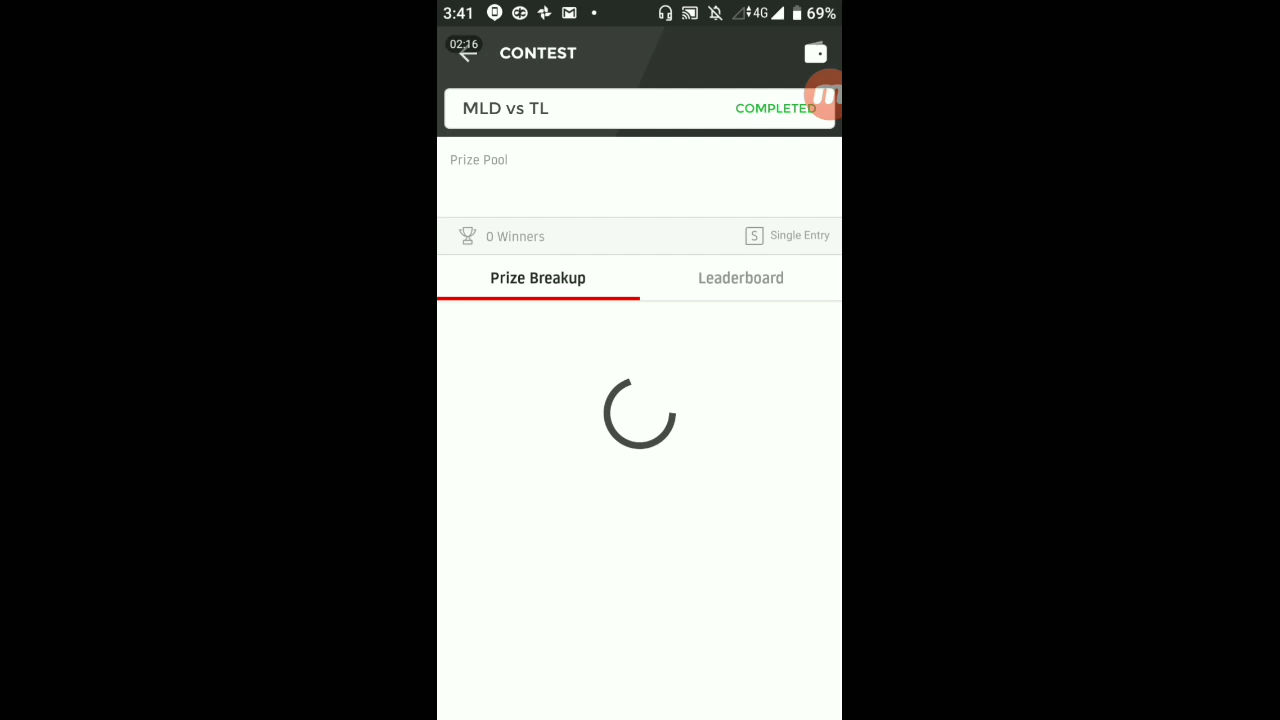 3:41 4G 69%
02:16 CONTEST
MLD vs TL COMPLETED
Prize Pool
0 Winners S Single Entry
Prize Breakup Leaderboard